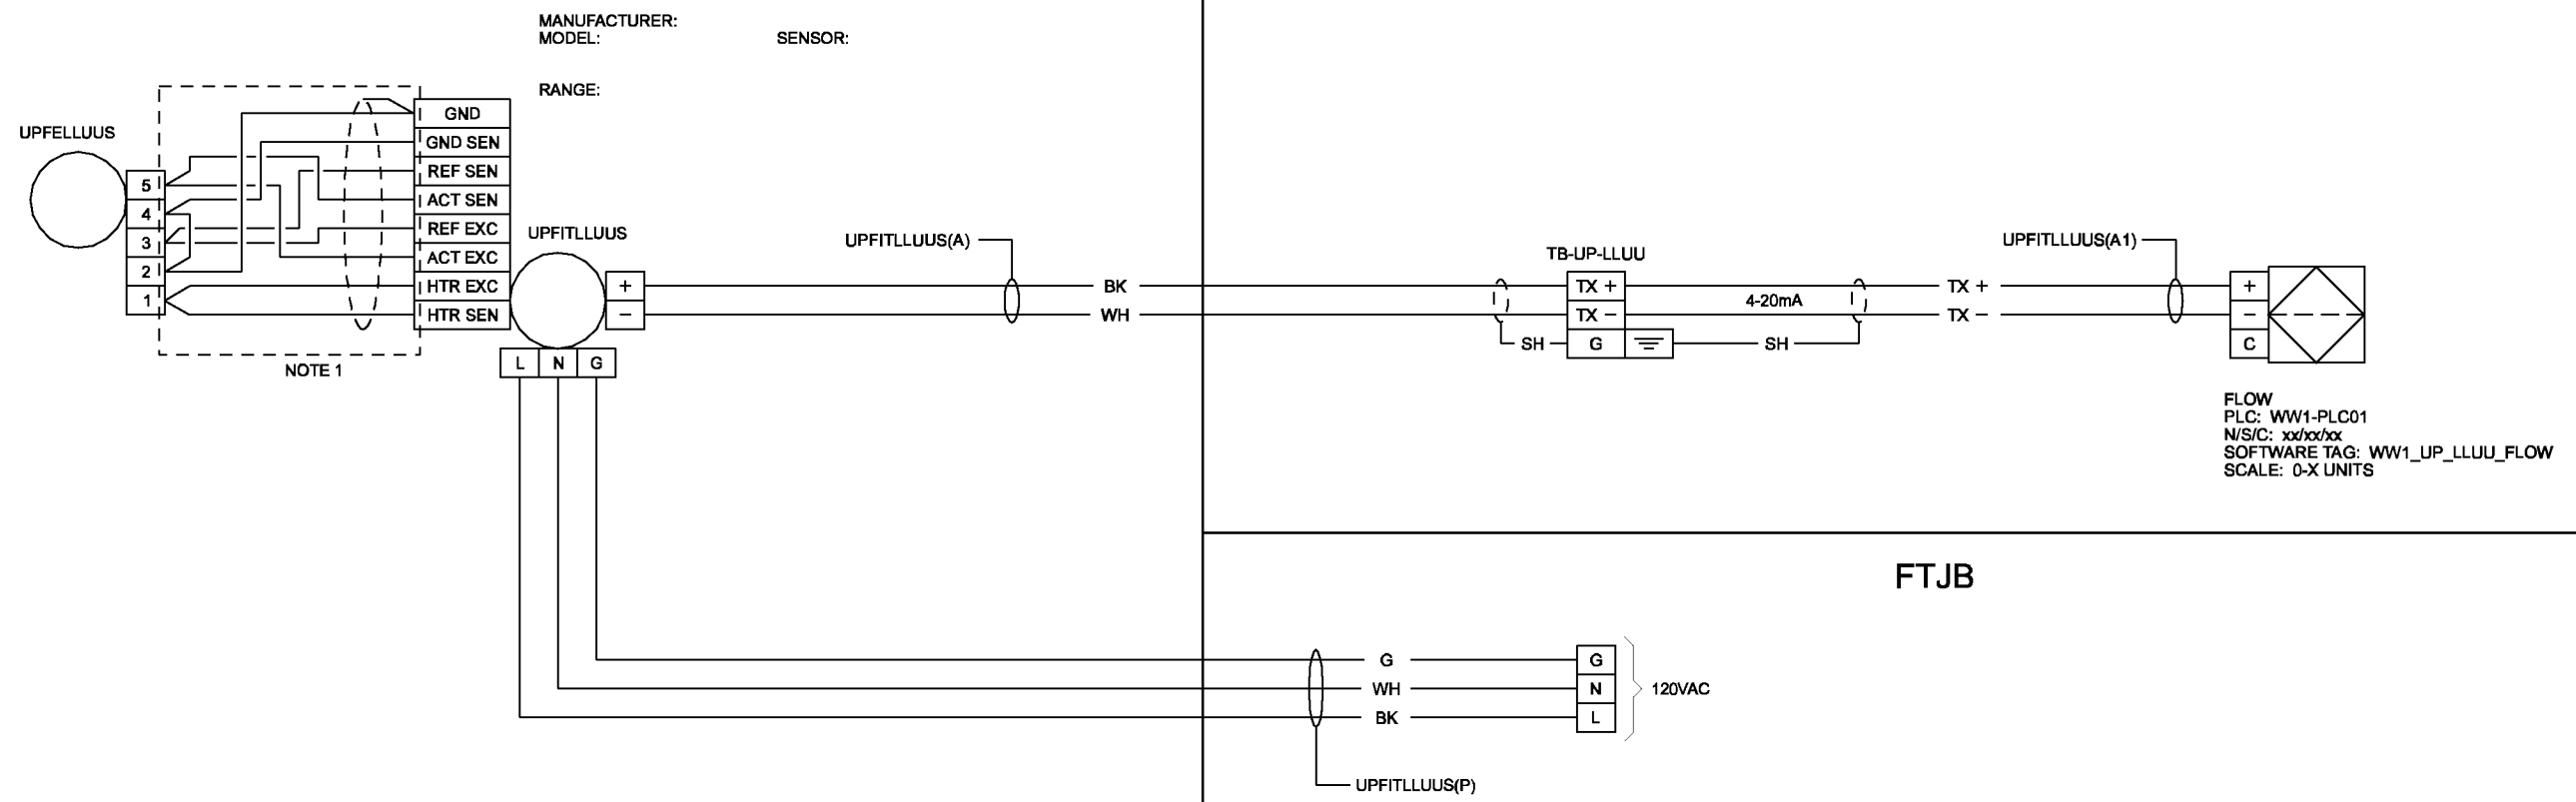 MANUFACTURER:
MODEL: SENSOR:
RANGE:
UPFELLUUS
5
4
3
2
1
GND
GND SEN
REF SEN
ACT SEN
REF EXC
ACT EXC
HTR EXC
HTR SEN
NOTE 1
UPFITLLUUS
+
−
L N G
UPFITLLUUS(A)
BK
WH
TB-UP-LLUU
TX +
TX −
SH G SH
4-20mA
TX +
TX −
UPFITLLUUS(A1)
+
−
C
FLOW
PLC: WW1-PLC01
N/S/C: xx/xx/xx
SOFTWARE TAG: WW1_UP_LLUU_FLOW
SCALE: 0-X UNITS
FTJB
G G
WH N
BK L
120VAC
UPFITLLUUS(P)